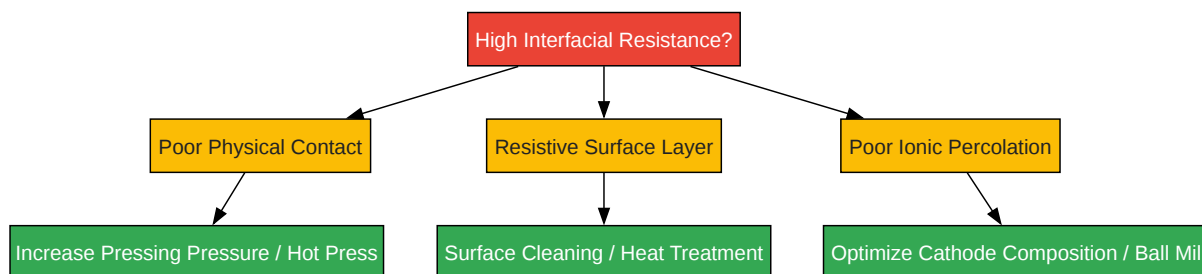 High Interfacial Resistance?
Poor Physical Contact
Resistive Surface Layer
Poor Ionic Percolation
Increase Pressing Pressure / Hot Press
Surface Cleaning / Heat Treatment
Optimize Cathode Composition / Ball Mil